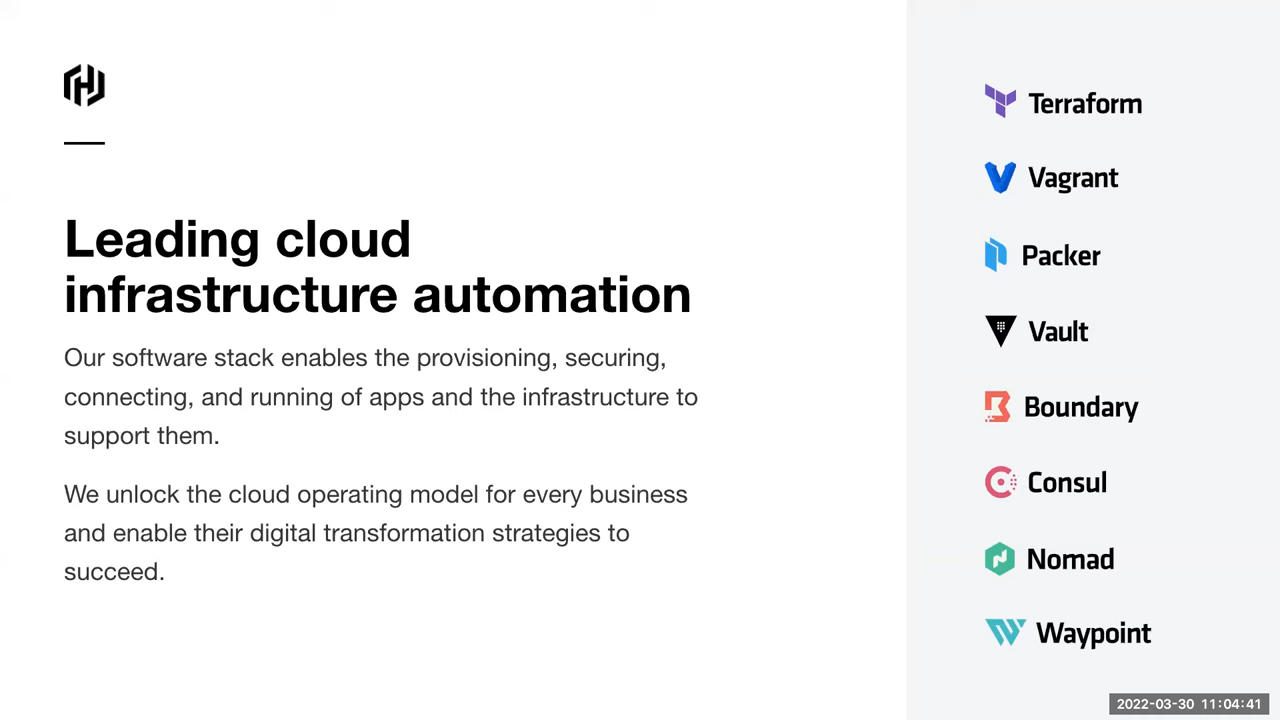 Leading cloud
infrastructure automation
Our software stack enables the provisioning, securing,
connecting, and running of apps and the infrastructure to
support them.
We unlock the cloud operating model for every business
and enable their digital transformation strategies to
succeed.
Terraform
Vagrant
Packer
Vault
Boundary
Consul
Nomad
Waypoint
2022-03-30 11:04:41